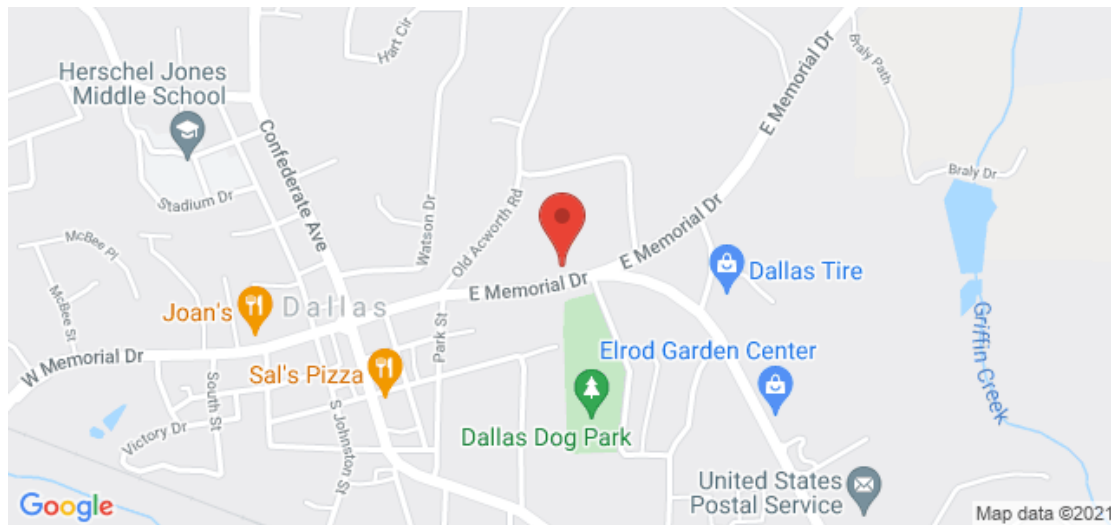 Hart Cir
Braly Path
E Memorial Dr
Herschel Jones
Middle School
Confederate Ave
Braly Dr
Stadium Dr
Old Acworth Rd
Watson Dr
E Memorial Dr
McBee Pl
Dallas Tire
E Memorial Dr
Dallas
Joan's
McBee St
Park St
Griffin Creek
Elrod Garden Center
W Memorial Dr
Sal's Pizza
South St
S Johnston St
Victory Dr
Dallas Dog Park
United States
Postal Service
Google
Map data ©2021